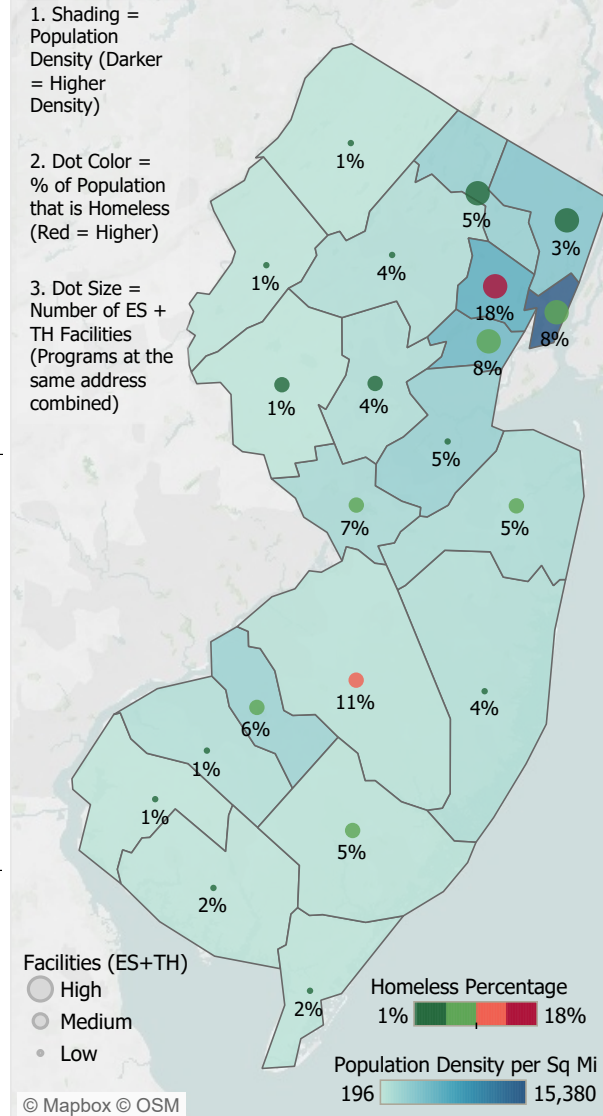 1. Shading =
Population
Density (Darker
= Higher
Density)
2. Dot Color =
% of Population
that is Homeless
(Red = Higher)
3. Dot Size =
Number of ES +
TH Facilities
(Programs at the
same address
combined)
1%
5%
3%
1%
4%
18%
8%
8%
1%
4%
5%
7%
5%
11%
4%
6%
1%
1%
5%
2%
2%
Facilities (ES+TH)
High
Medium
Low
Homeless Percentage
1% 18%
Population Density per Sq Mi
196 15,380
© Mapbox © OSM